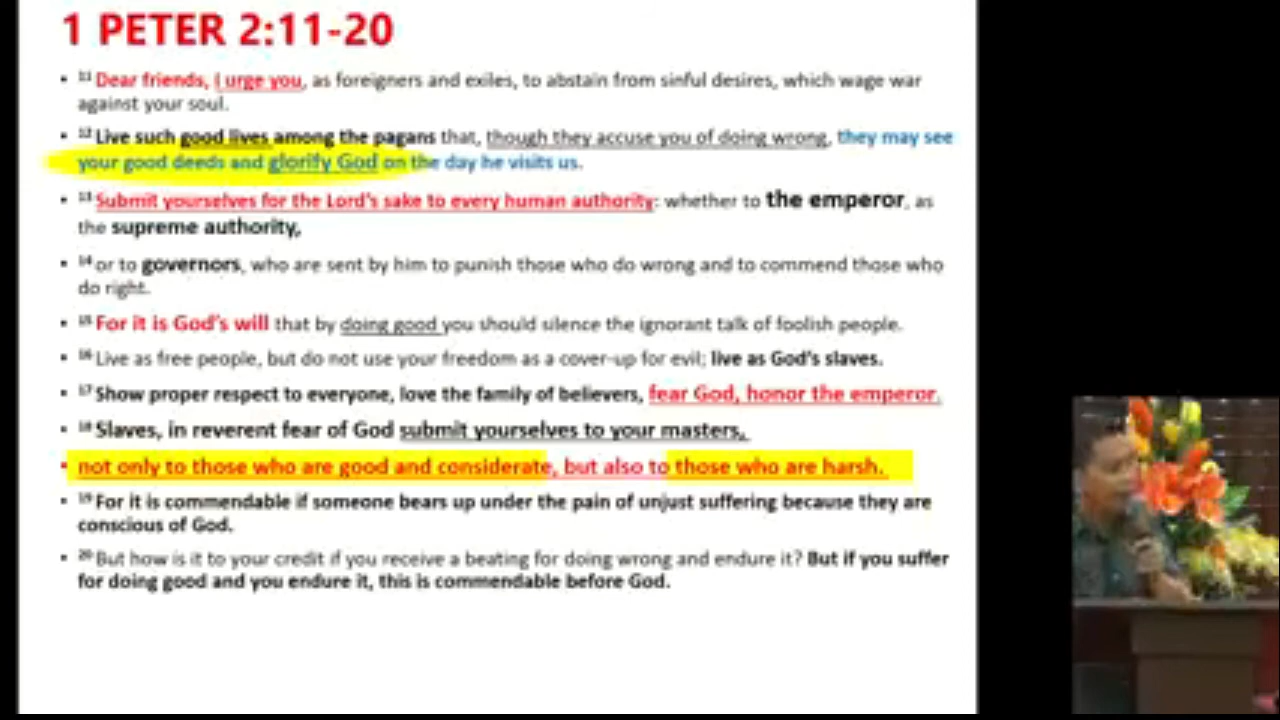 1 PETER 2:11-20
• 11 Dear friends, I urge you, as foreigners and exiles, to abstain from sinful desires, which wage war
against your soul.
• 12 Live such good lives among the pagans that, though they accuse you of doing wrong, they may see
your good deeds and glorify God on the day he visits us.
• 13 Submit yourselves for the Lord's sake to every human authority: whether to the emperor, as
the supreme authority,
• 14 or to governors, who are sent by him to punish those who do wrong and to commend those who
do right.
• 15 For it is God's will that by doing good you should silence the ignorant talk of foolish people.
• 16 Live as free people, but do not use your freedom as a cover-up for evil; live as God's slaves.
• 17 Show proper respect to everyone, love the family of believers, fear God, honor the emperor.
• 18 Slaves, in reverent fear of God submit yourselves to your masters,
• not only to those who are good and considerate, but also to those who are harsh.
• 19 For it is commendable if someone bears up under the pain of unjust suffering because they are
conscious of God.
• 20 But how is it to your credit if you receive a beating for doing wrong and endure it? But if you suffer
for doing good and you endure it, this is commendable before God.